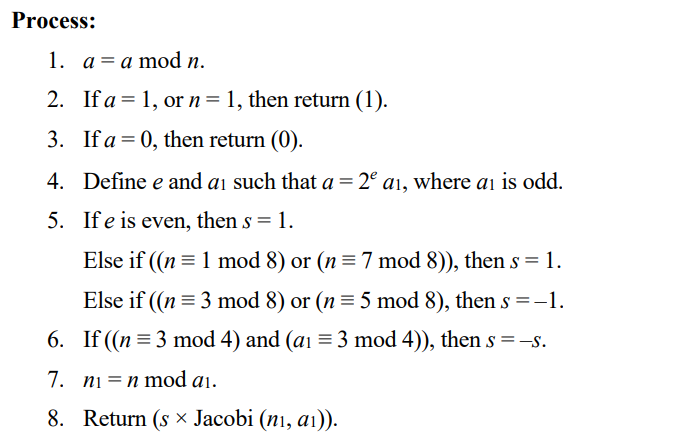 Process:
1. a = a mod n.
2. If a = 1, or n = 1, then return (1).
3. If a = 0, then return (0).
4. Define e and a₁ such that a = 2ᵉ a₁, where a₁ is odd.
5. If e is even, then s = 1.
Else if ((n ≡ 1 mod 8) or (n ≡ 7 mod 8)), then s = 1.
Else if ((n ≡ 3 mod 8) or (n ≡ 5 mod 8), then s = –1.
6. If ((n ≡ 3 mod 4) and (a₁ ≡ 3 mod 4)), then s = –s.
7. n₁ = n mod a₁.
8. Return (s × Jacobi (n₁, a₁)).